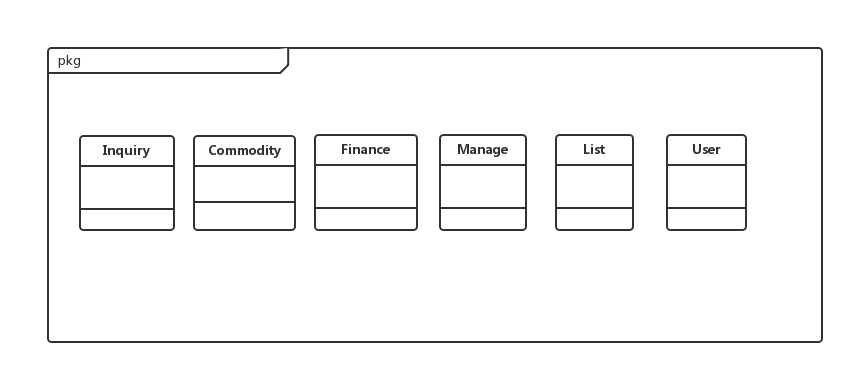 pkg
Inquiry
Commodity
Finance
Manage
List
User